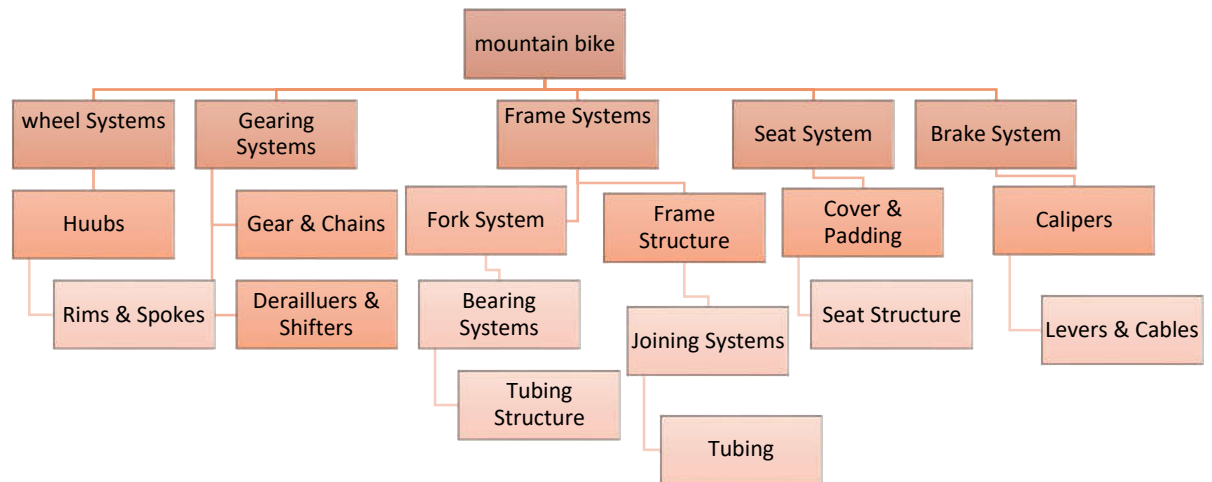 mountain bike
wheel Systems
Gearing
Systems
Frame Systems
Seat System
Brake System
Huubs
Gear & Chains
Fork System
Frame
Structure
Cover &
Padding
Calipers
Rims & Spokes
Derailluers &
Shifters
Bearing
Systems
Joining Systems
Seat Structure
Levers & Cables
Tubing
Structure
Tubing